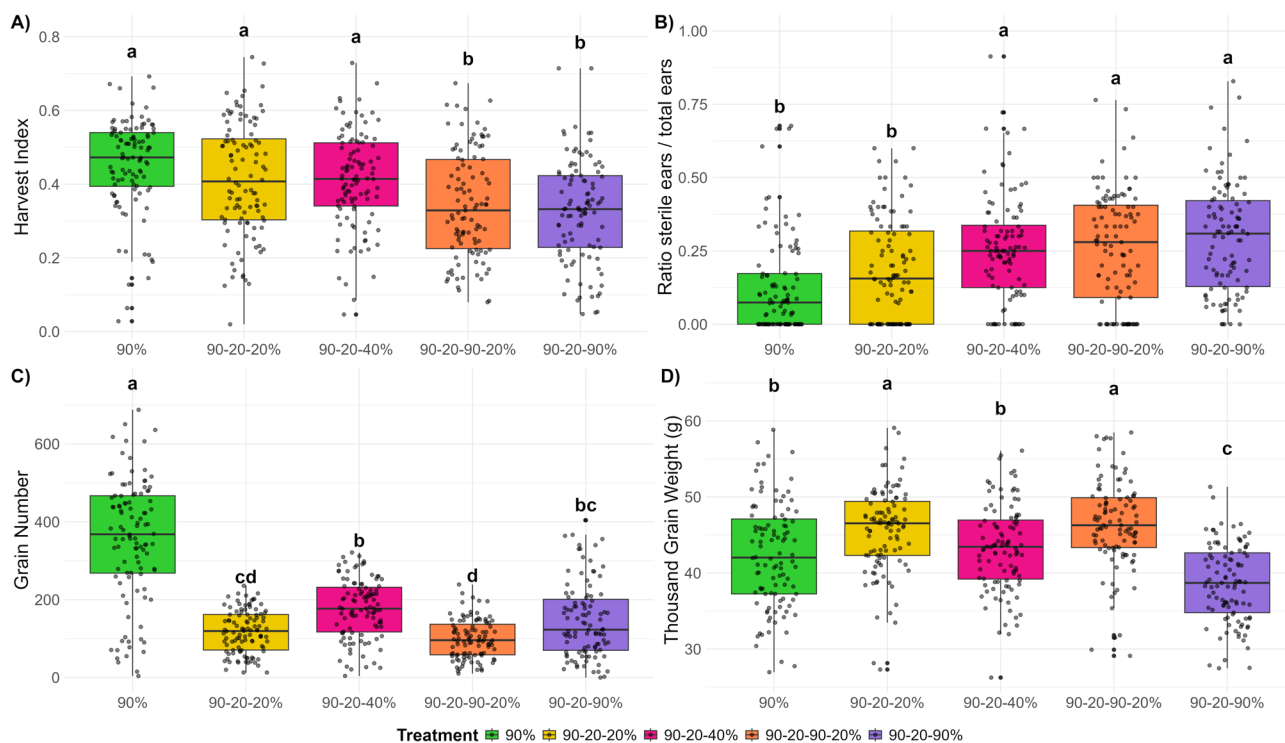 A)
Harvest Index
0.8
0.6
0.4
0.2
0.0
a a a b b
90% 90-20-20% 90-20-40% 90-20-90-20% 90-20-90%
B)
Ratio sterile ears / total ears
1.00
0.75
0.50
0.25
0.00
b b a a a
90% 90-20-20% 90-20-40% 90-20-90-20% 90-20-90%
C)
Grain Number
600
400
200
0
a cd b d bc
90% 90-20-20% 90-20-40% 90-20-90-20% 90-20-90%
D)
Thousand Grain Weight (g)
60
50
40
30
b a b a c
90% 90-20-20% 90-20-40% 90-20-90-20% 90-20-90%
Treatment 90% 90-20-20% 90-20-40% 90-20-90-20% 90-20-90%